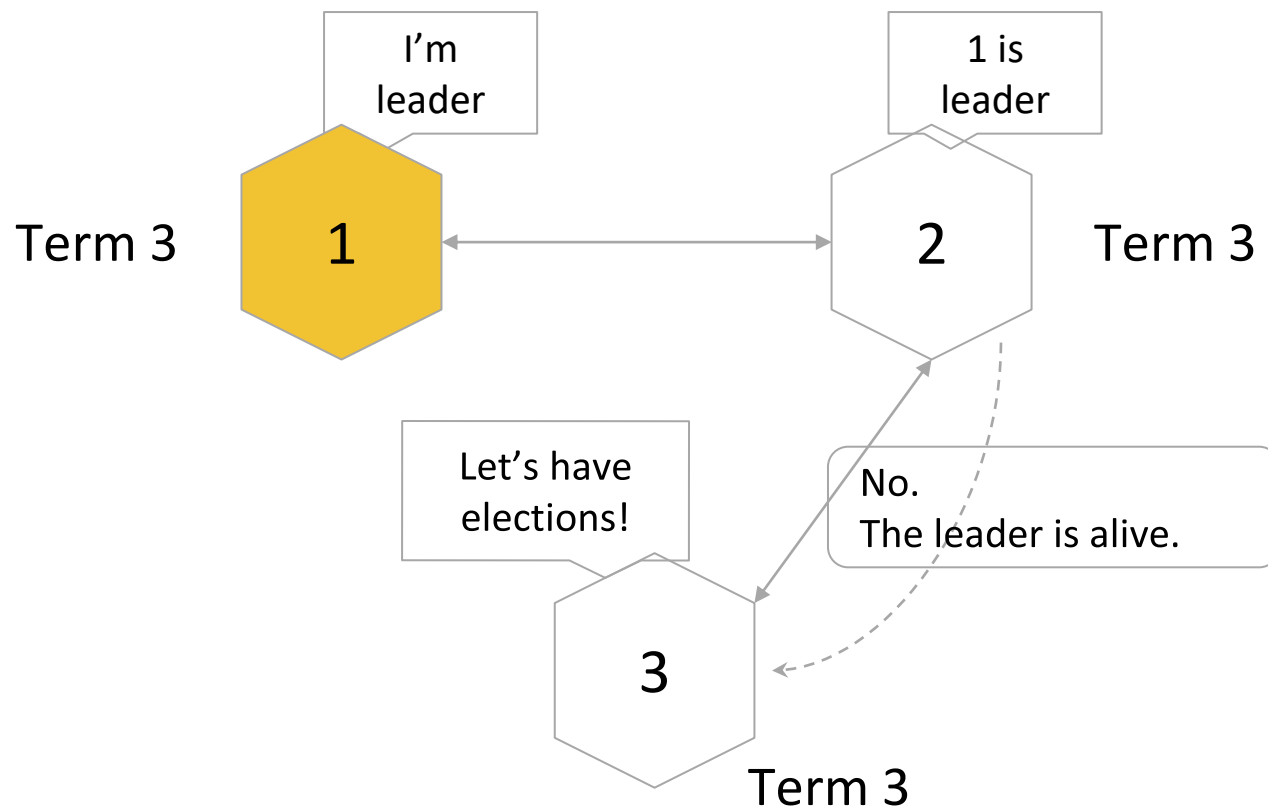 I’m
leader
1 is
leader
Term 3
1
2
Term 3
Let’s have
elections!
No.
The leader is alive.
3
Term 3